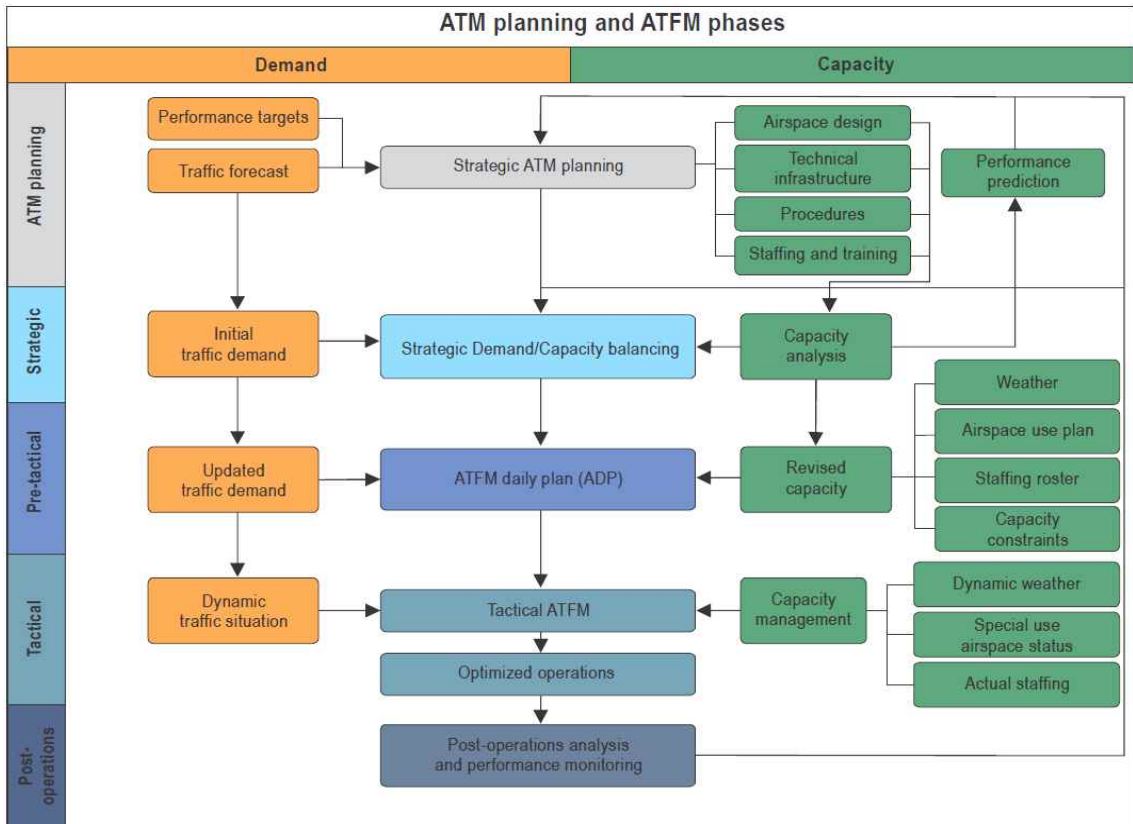 ATM planning and ATFM phases
Demand
Capacity
ATM planning
Performance targets
Traffic forecast
Strategic ATM planning
Airspace design
Technical
infrastructure
Procedures
Staffing and training
Performance
prediction
Strategic
Initial
traffic demand
Strategic Demand/Capacity balancing
Capacity
analysis
Pre-tactical
Updated
traffic demand
ATFM daily plan (ADP)
Revised
capacity
Weather
Airspace use plan
Staffing roster
Capacity
constraints
Tactical
Dynamic
traffic situation
Tactical ATFM
Capacity
management
Dynamic weather
Special use
airspace status
Actual staffing
Optimized operations
Post-
operations
Post-operations analysis
and performance monitoring